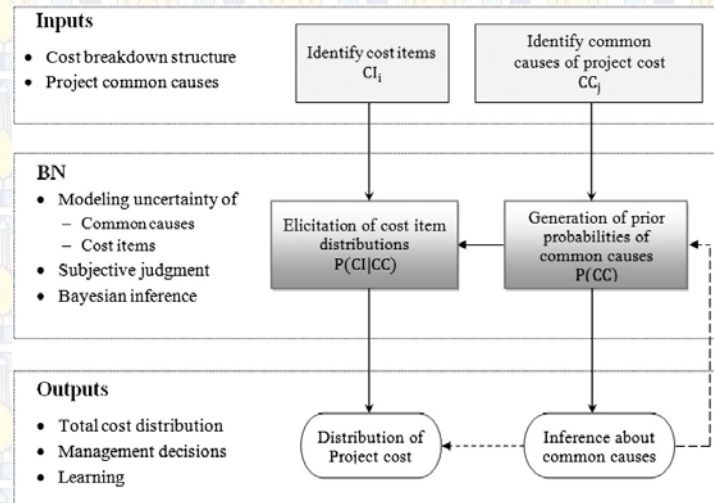 Inputs
• Cost breakdown structure
• Project common causes
Identify cost items
CIi
Identify common
causes of project cost
CCj
BN
• Modeling uncertainty of
– Common causes
– Cost items
• Subjective judgment
• Bayesian inference
Elicitation of cost item
distributions
P(CI|CC)
Generation of prior
probabilities of
common causes
P(CC)
Outputs
• Total cost distribution
• Management decisions
• Learning
Distribution of
Project cost
Inference about
common causes